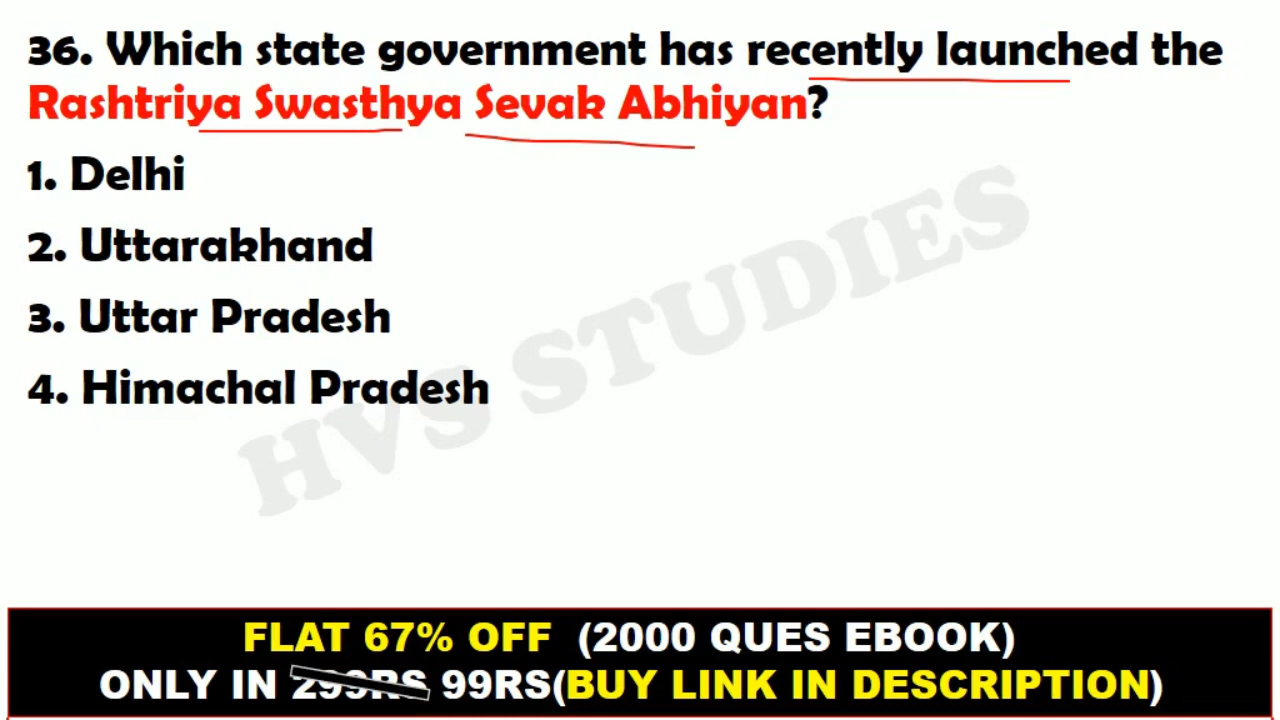 36. Which state government has recently launched the
Rashtriya Swasthya Sevak Abhiyan?
1. Delhi
2. Uttarakhand
3. Uttar Pradesh
4. Himachal Pradesh
HVS STUDIES
FLAT 67% OFF (2000 QUES EBOOK)
ONLY IN 299RS 99RS(BUY LINK IN DESCRIPTION)